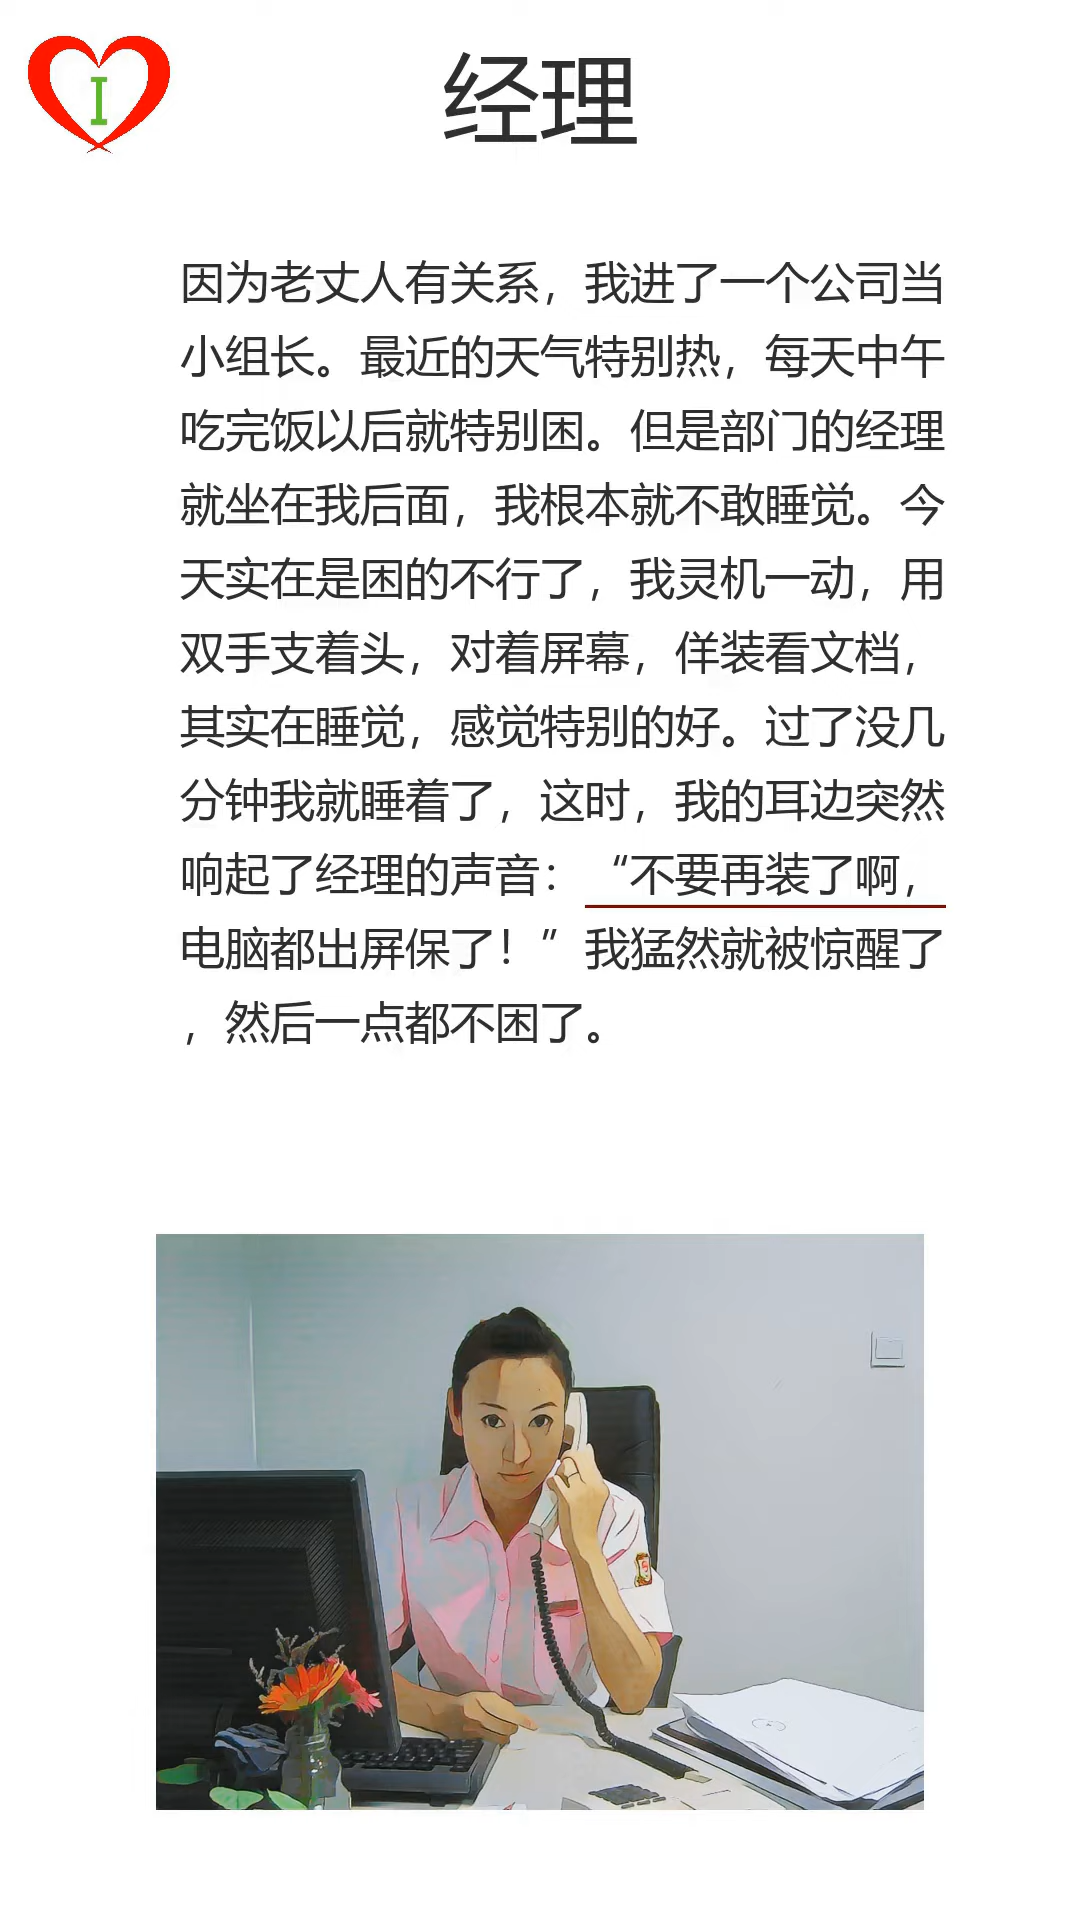 I
经理
因为老丈人有关系，我进了一个公司当
小组长。最近的天气特别热，每天中午
吃完饭以后就特别困。但是部门的经理
就坐在我后面，我根本就不敢睡觉。今
天实在是困的不行了，我灵机一动，用
双手支着头，对着屏幕，佯装看文档，
其实在睡觉，感觉特别的好。过了没几
分钟我就睡着了，这时，我的耳边突然
响起了经理的声音：“不要再装了啊，
电脑都出屏保了！”我猛然就被惊醒了
，然后一点都不困了。